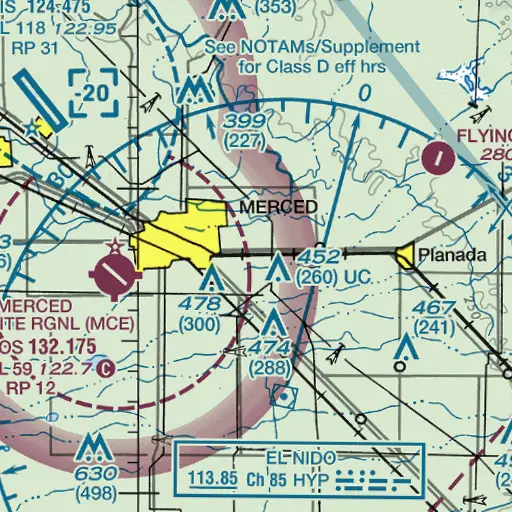 IS 124.475
L 118 122.95
RP 31
(353)
See NOTAMs/Supplement
for Class D eff hrs
-20
399
(227)
0
FLYING
280
MERCED
452
(260) UC
Planada
478
(300)
467
(241)
474
(288)
MERCED
ITE RGNL (MCE)
OS 132.175
L 59 122.7 C
RP 12
630
(498)
EL NIDO
113.85 Ch 85 HYP